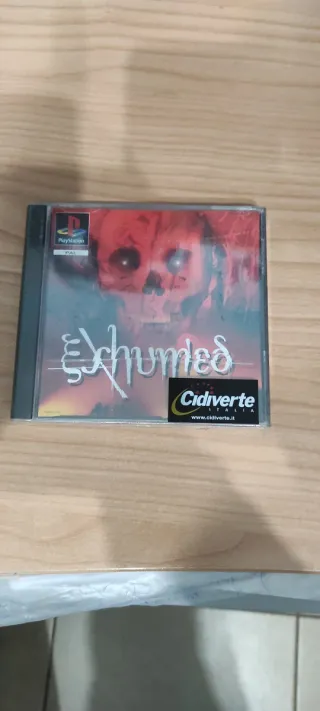 PlayStation
PAL
Exhumed
Cidiverte
ITALIA
www.cidiverte.it